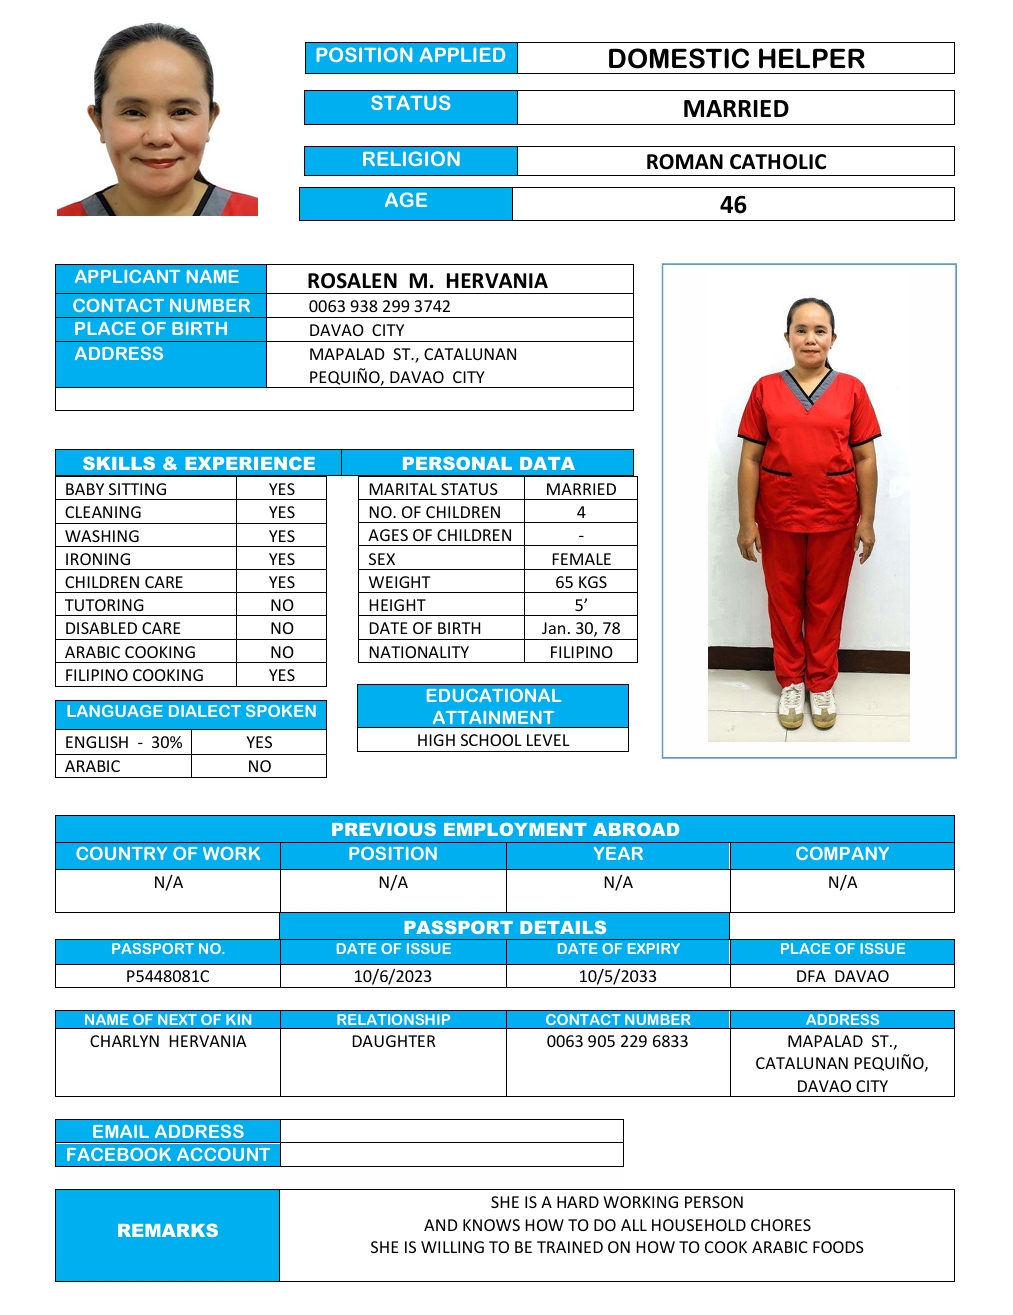 POSITION APPLIED DOMESTIC HELPER
STATUS MARRIED
RELIGION ROMAN CATHOLIC
AGE 46
APPLICANT NAME ROSALEN M. HERVANIA
CONTACT NUMBER 0063 938 299 3742
PLACE OF BIRTH DAVAO CITY
ADDRESS MAPALAD ST., CATALUNAN
PEQUIÑO, DAVAO CITY
SKILLS & EXPERIENCE
BABY SITTING YES
CLEANING YES
WASHING YES
IRONING YES
CHILDREN CARE YES
TUTORING NO
DISABLED CARE NO
ARABIC COOKING NO
FILIPINO COOKING YES
LANGUAGE DIALECT SPOKEN
ENGLISH - 30% YES
ARABIC NO
PERSONAL DATA
MARITAL STATUS MARRIED
NO. OF CHILDREN 4
AGES OF CHILDREN -
SEX FEMALE
WEIGHT 65 KGS
HEIGHT 5’
DATE OF BIRTH Jan. 30, 78
NATIONALITY FILIPINO
EDUCATIONAL
ATTAINMENT
HIGH SCHOOL LEVEL
PREVIOUS EMPLOYMENT ABROAD
COUNTRY OF WORK POSITION YEAR COMPANY
N/A N/A N/A N/A
PASSPORT DETAILS
PASSPORT NO. DATE OF ISSUE DATE OF EXPIRY PLACE OF ISSUE
P5448081C 10/6/2023 10/5/2033 DFA DAVAO
NAME OF NEXT OF KIN RELATIONSHIP CONTACT NUMBER ADDRESS
CHARLYN HERVANIA DAUGHTER 0063 905 229 6833 MAPALAD ST.,
CATALUNAN PEQUIÑO,
DAVAO CITY
EMAIL ADDRESS
FACEBOOK ACCOUNT
REMARKS
SHE IS A HARD WORKING PERSON
AND KNOWS HOW TO DO ALL HOUSEHOLD CHORES
SHE IS WILLING TO BE TRAINED ON HOW TO COOK ARABIC FOODS